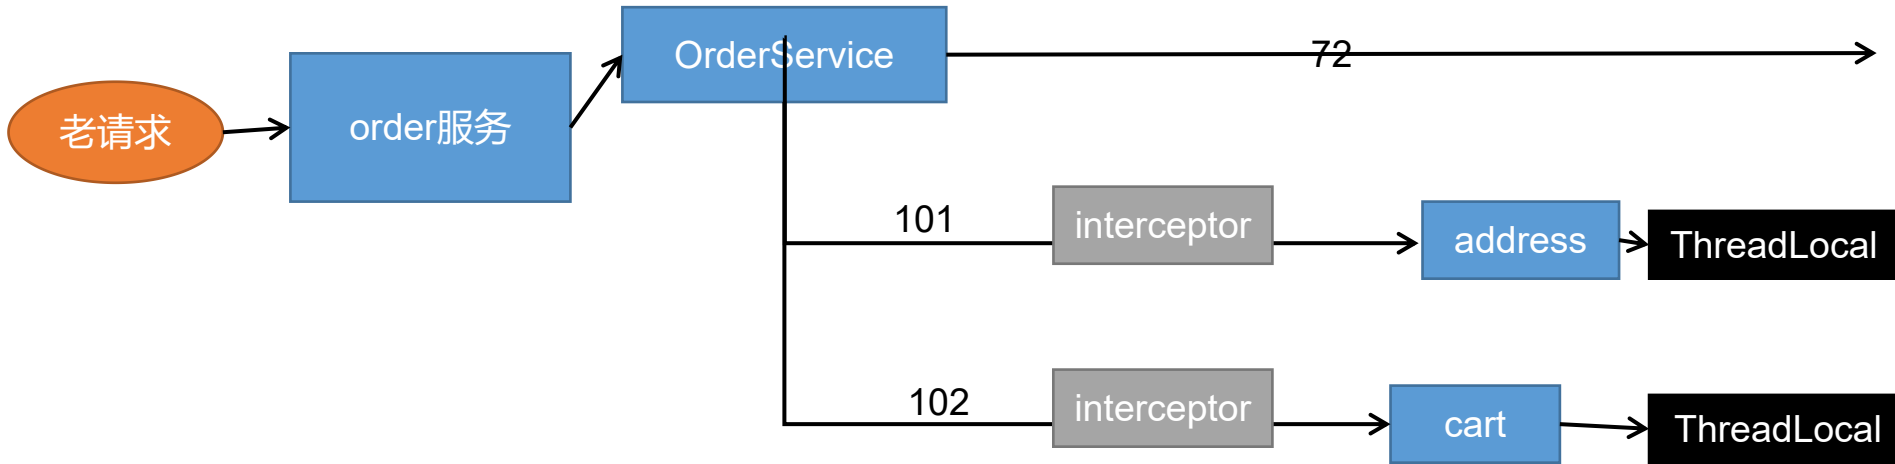 老请求
order服务
OrderService
72
101
interceptor
address
ThreadLocal
102
interceptor
cart
ThreadLocal